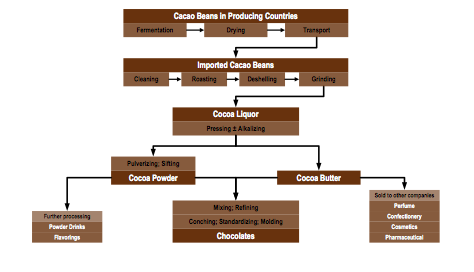 Cacao Beans in Producing Countries
Fermentation Drying Transport
Imported Cacao Beans
Cleaning Roasting Deshelling Grinding
Cocoa Liquor
Pressing ± Alkalizing
Pulverizing; Sifting
Cocoa Powder
Cocoa Butter
Further processing
Powder Drinks
Flavorings
Mixing; Refining
Conching; Standardizing; Molding
Chocolates
Sold to other companies
Perfume
Confectionery
Cosmetics
Pharmaceutical